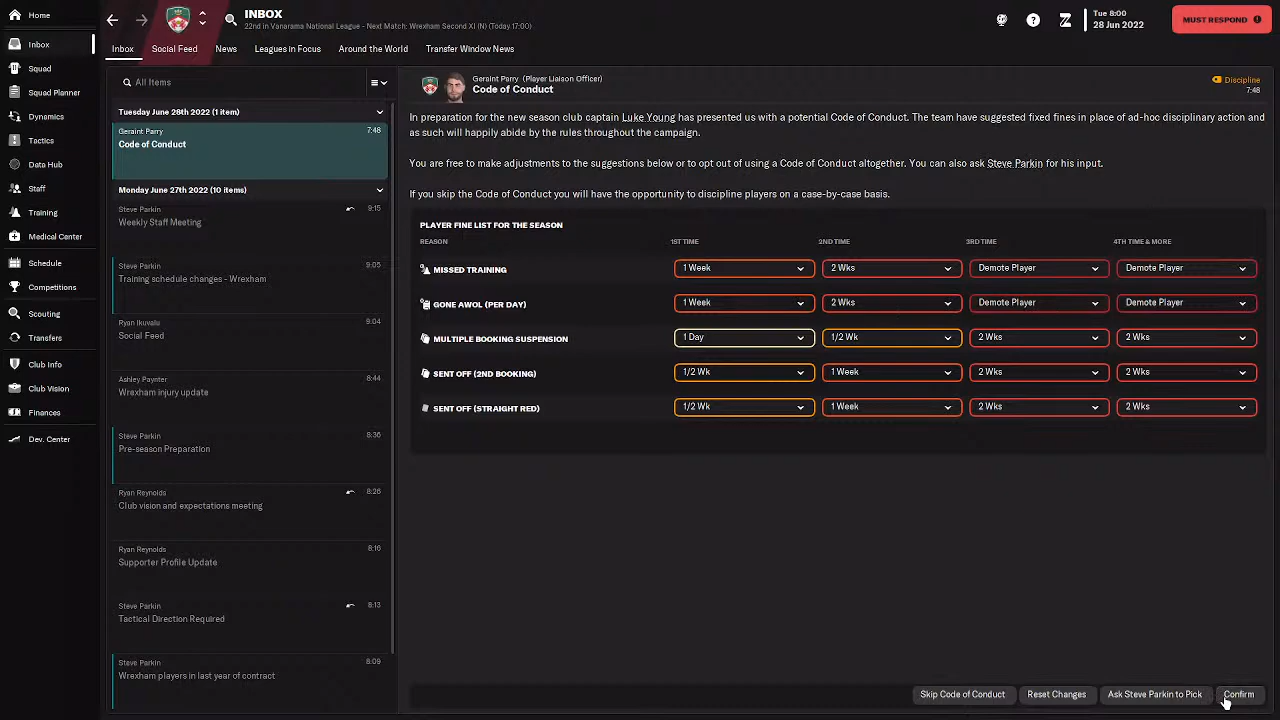 Home
INBOX
22nd in Vanarama National League - Next Match: Wrexham Second XI (N) (Today 17:00)
Tue 8:00
28 Jun 2022
MUST RESPOND
Inbox
Squad
Squad Planner
Dynamics
Tactics
Data Hub
Staff
Training
Medical Center
Schedule
Competitions
Scouting
Transfers
Club Info
Club Vision
Finances
Dev. Center
Inbox Social Feed News Leagues in Focus Around the World Transfer Window News
All Items
Tuesday June 28th 2022 (1 item)
Geraint Parry 7:48
Code of Conduct
Monday June 27th 2022 (10 items)
Steve Parkin 9:15
Weekly Staff Meeting
Steve Parkin 9:05
Training schedule changes - Wrexham
Ryan Ikuvalu 9:04
Social Feed
Ashley Paynter 8:44
Wrexham injury update
Steve Parkin 8:36
Pre-season Preparation
Ryan Reynolds 8:26
Club vision and expectations meeting
Ryan Reynolds 8:16
Supporter Profile Update
Steve Parkin 8:13
Tactical Direction Required
Steve Parkin 8:09
Wrexham players in last year of contract
Geraint Parry (Player Liaison Officer)
Code of Conduct
Discipline
7:48
In preparation for the new season club captain Luke Young has presented us with a potential Code of Conduct. The team have suggested fixed fines in place of ad-hoc disciplinary action and
as such will happily abide by the rules throughout the campaign.
You are free to make adjustments to the suggestions below or to opt out of using a Code of Conduct altogether. You can also ask Steve Parkin for his input.
If you skip the Code of Conduct you will have the opportunity to discipline players on a case-by-case basis.
PLAYER FINE LIST FOR THE SEASON
REASON 1ST TIME 2ND TIME 3RD TIME 4TH TIME & MORE
MISSED TRAINING 1 Week 2 Wks Demote Player Demote Player
GONE AWOL (PER DAY) 1 Week 2 Wks Demote Player Demote Player
MULTIPLE BOOKING SUSPENSION 1 Day 1/2 Wk 2 Wks 2 Wks
SENT OFF (2ND BOOKING) 1/2 Wk 1 Week 2 Wks 2 Wks
SENT OFF (STRAIGHT RED) 1/2 Wk 1 Week 2 Wks 2 Wks
Skip Code of Conduct Reset Changes Ask Steve Parkin to Pick Confirm